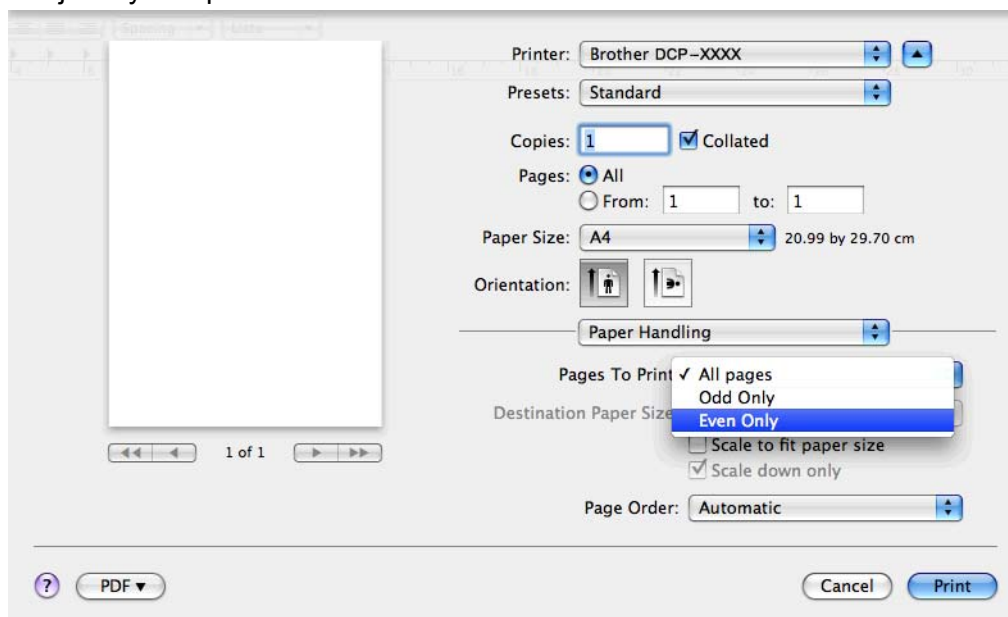 Spacing Lists
Printer: Brother DCP-XXXX
Presets: Standard
Copies: 1 Collated
Pages: All
From: 1 to: 1
Paper Size: A4 20.99 by 29.70 cm
Orientation:
Paper Handling
Pages To Print ✓ All pages
Odd Only
Destination Paper Size
Even Only
Scale to fit paper size
1 of 1
Scale down only
Page Order: Automatic
? PDF ▼ Cancel Print